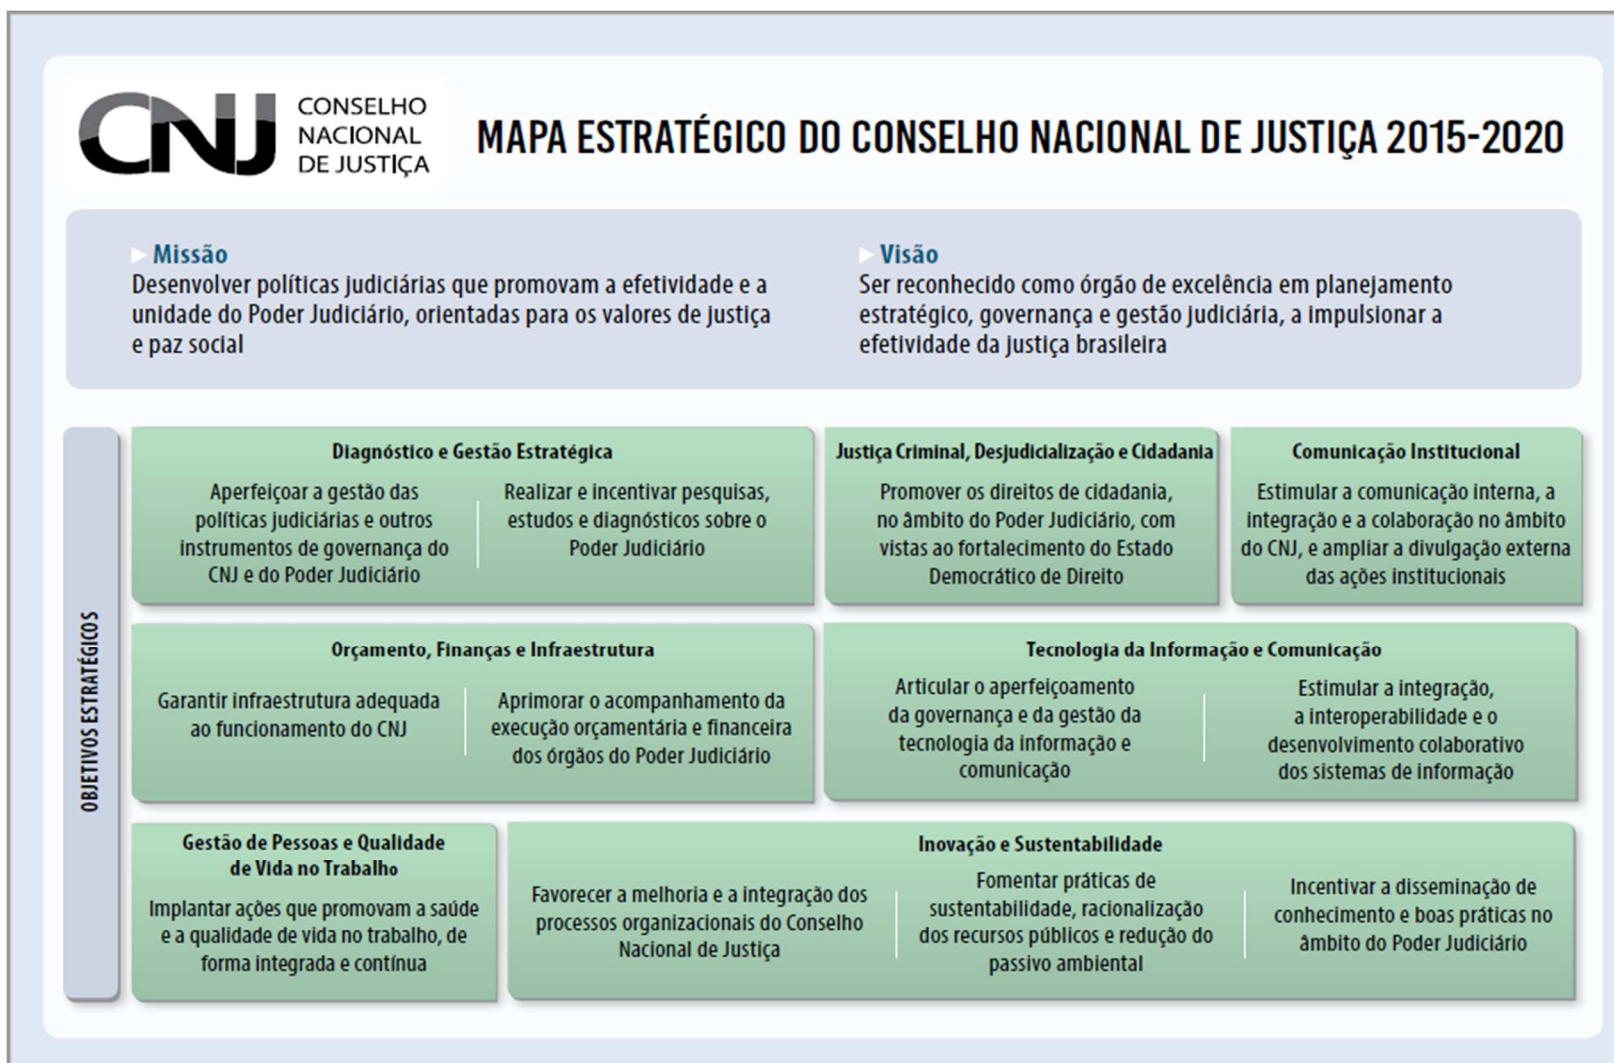 CNJ
CONSELHO
NACIONAL
DE JUSTIÇA
MAPA ESTRATÉGICO DO CONSELHO NACIONAL DE JUSTIÇA 2015-2020
Missão
Desenvolver políticas judiciárias que promovam a efetividade e a
unidade do Poder Judiciário, orientadas para os valores de justiça
e paz social
Visão
Ser reconhecido como órgão de excelência em planejamento
estratégico, governança e gestão judiciária, a impulsionar a
efetividade da justiça brasileira
OBJETIVOS ESTRATÉGICOS
Diagnóstico e Gestão Estratégica
Aperfeiçoar a gestão das
políticas judiciárias e outros
instrumentos de governança do
CNJ e do Poder Judiciário
Realizar e incentivar pesquisas,
estudos e diagnósticos sobre o
Poder Judiciário
Justiça Criminal, Desjudicialização e Cidadania
Promover os direitos de cidadania,
no âmbito do Poder Judiciário, com
vistas ao fortalecimento do Estado
Democrático de Direito
Comunicação Institucional
Estimular a comunicação interna, a
integração e a colaboração no âmbito
do CNJ, e ampliar a divulgação externa
das ações institucionais
Orçamento, Finanças e Infraestrutura
Garantir infraestrutura adequada
ao funcionamento do CNJ
Aprimorar o acompanhamento da
execução orçamentária e financeira
dos órgãos do Poder Judiciário
Tecnologia da Informação e Comunicação
Articular o aperfeiçoamento
da governança e da gestão da
tecnologia da informação e
comunicação
Estimular a integração,
a interoperabilidade e o
desenvolvimento colaborativo
dos sistemas de informação
Gestão de Pessoas e Qualidade
de Vida no Trabalho
Implantar ações que promovam a saúde
e a qualidade de vida no trabalho, de
forma integrada e contínua
Inovação e Sustentabilidade
Favorecer a melhoria e a integração dos
processos organizacionais do Conselho
Nacional de Justiça
Fomentar práticas de
sustentabilidade, racionalização
dos recursos públicos e redução do
passivo ambiental
Incentivar a disseminação de
conhecimento e boas práticas no
âmbito do Poder Judiciário